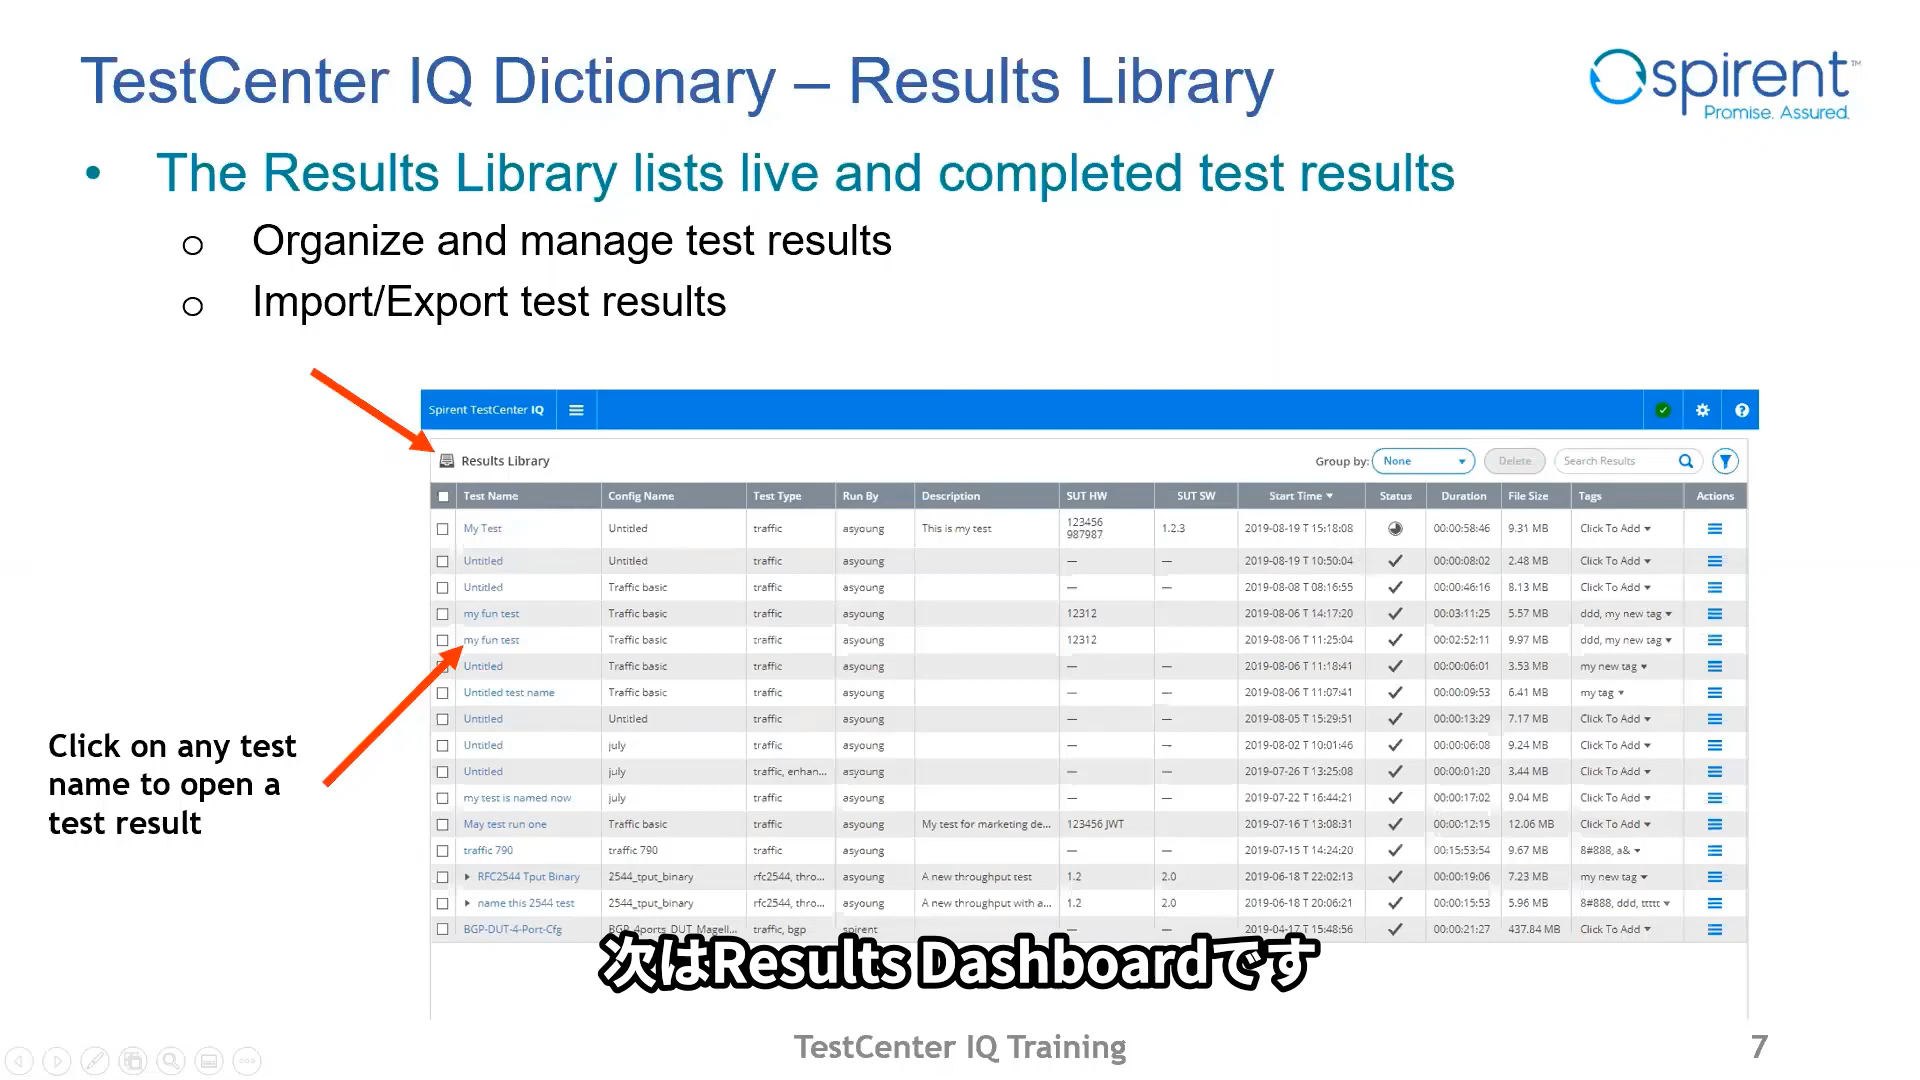 TestCenter IQ Dictionary – Results Library
spirent™
Promise. Assured.
• The Results Library lists live and completed test results
o Organize and manage test results
o Import/Export test results
Spirent TestCenter IQ
Results Library Group by: None Delete Search Results
Test Name Config Name Test Type Run By Description SUT HW SUT SW Start Time Status Duration File Size Tags Actions
My Test Untitled traffic asyoung This is my test 123456 987987 1.2.3 2019-08-19 T 15:18:08 00:00:58:46 9.31 MB Click To Add
Untitled Untitled traffic asyoung — — 2019-08-19 T 10:50:04 00:00:08:02 2.48 MB Click To Add
Untitled Traffic basic traffic asyoung — — 2019-08-08 T 08:16:55 00:00:46:16 8.13 MB Click To Add
my fun test Traffic basic traffic asyoung 12312 2019-08-06 T 14:17:20 00:03:11:25 5.57 MB ddd, my new tag
my fun test Traffic basic traffic asyoung 12312 2019-08-06 T 11:25:04 00:02:52:11 9.97 MB ddd, my new tag
Untitled Traffic basic traffic asyoung — — 2019-08-06 T 11:18:41 00:00:06:01 3.53 MB my new tag
Untitled test name Traffic basic traffic asyoung — — 2019-08-06 T 11:07:41 00:00:09:53 6.41 MB my tag
Untitled Untitled traffic asyoung — — 2019-08-05 T 15:29:51 00:00:13:29 7.17 MB Click To Add
Untitled july traffic asyoung — — 2019-08-02 T 10:01:46 00:00:06:08 9.24 MB Click To Add
Untitled july traffic, enhan... asyoung — — 2019-07-26 T 13:25:08 00:00:01:20 3.44 MB Click To Add
my test is named now july traffic asyoung — — 2019-07-22 T 16:44:21 00:00:17:02 9.04 MB Click To Add
May test run one Traffic basic traffic asyoung My test for marketing de... 123456 JWT 2019-07-16 T 13:08:31 00:00:12:15 12.06 MB Click To Add
traffic 790 traffic 790 traffic asyoung — — 2019-07-15 T 14:24:20 00:15:53:54 9.67 MB 8#888, a&
RFC2544 Tput Binary 2544_tput_binary rfc2544, thro... asyoung A new throughput test 1.2 2.0 2019-06-18 T 22:02:13 00:00:19:06 7.23 MB my new tag
name this 2544 test 2544_tput_binary rfc2544, thro... asyoung A new throughput with a... 1.2 2.0 2019-06-18 T 20:06:21 00:00:15:53 5.96 MB 8#888, ddd, ttttt
BGP-DUT-4-Port-Cfg BGP_4ports_DUT_Magell... traffic, bgp spirent — — 2019-04-17 T 15:48:56 00:00:21:27 437.84 MB Click To Add
Click on any test
name to open a
test result
次はResults Dashboardです
TestCenter IQ Training
7